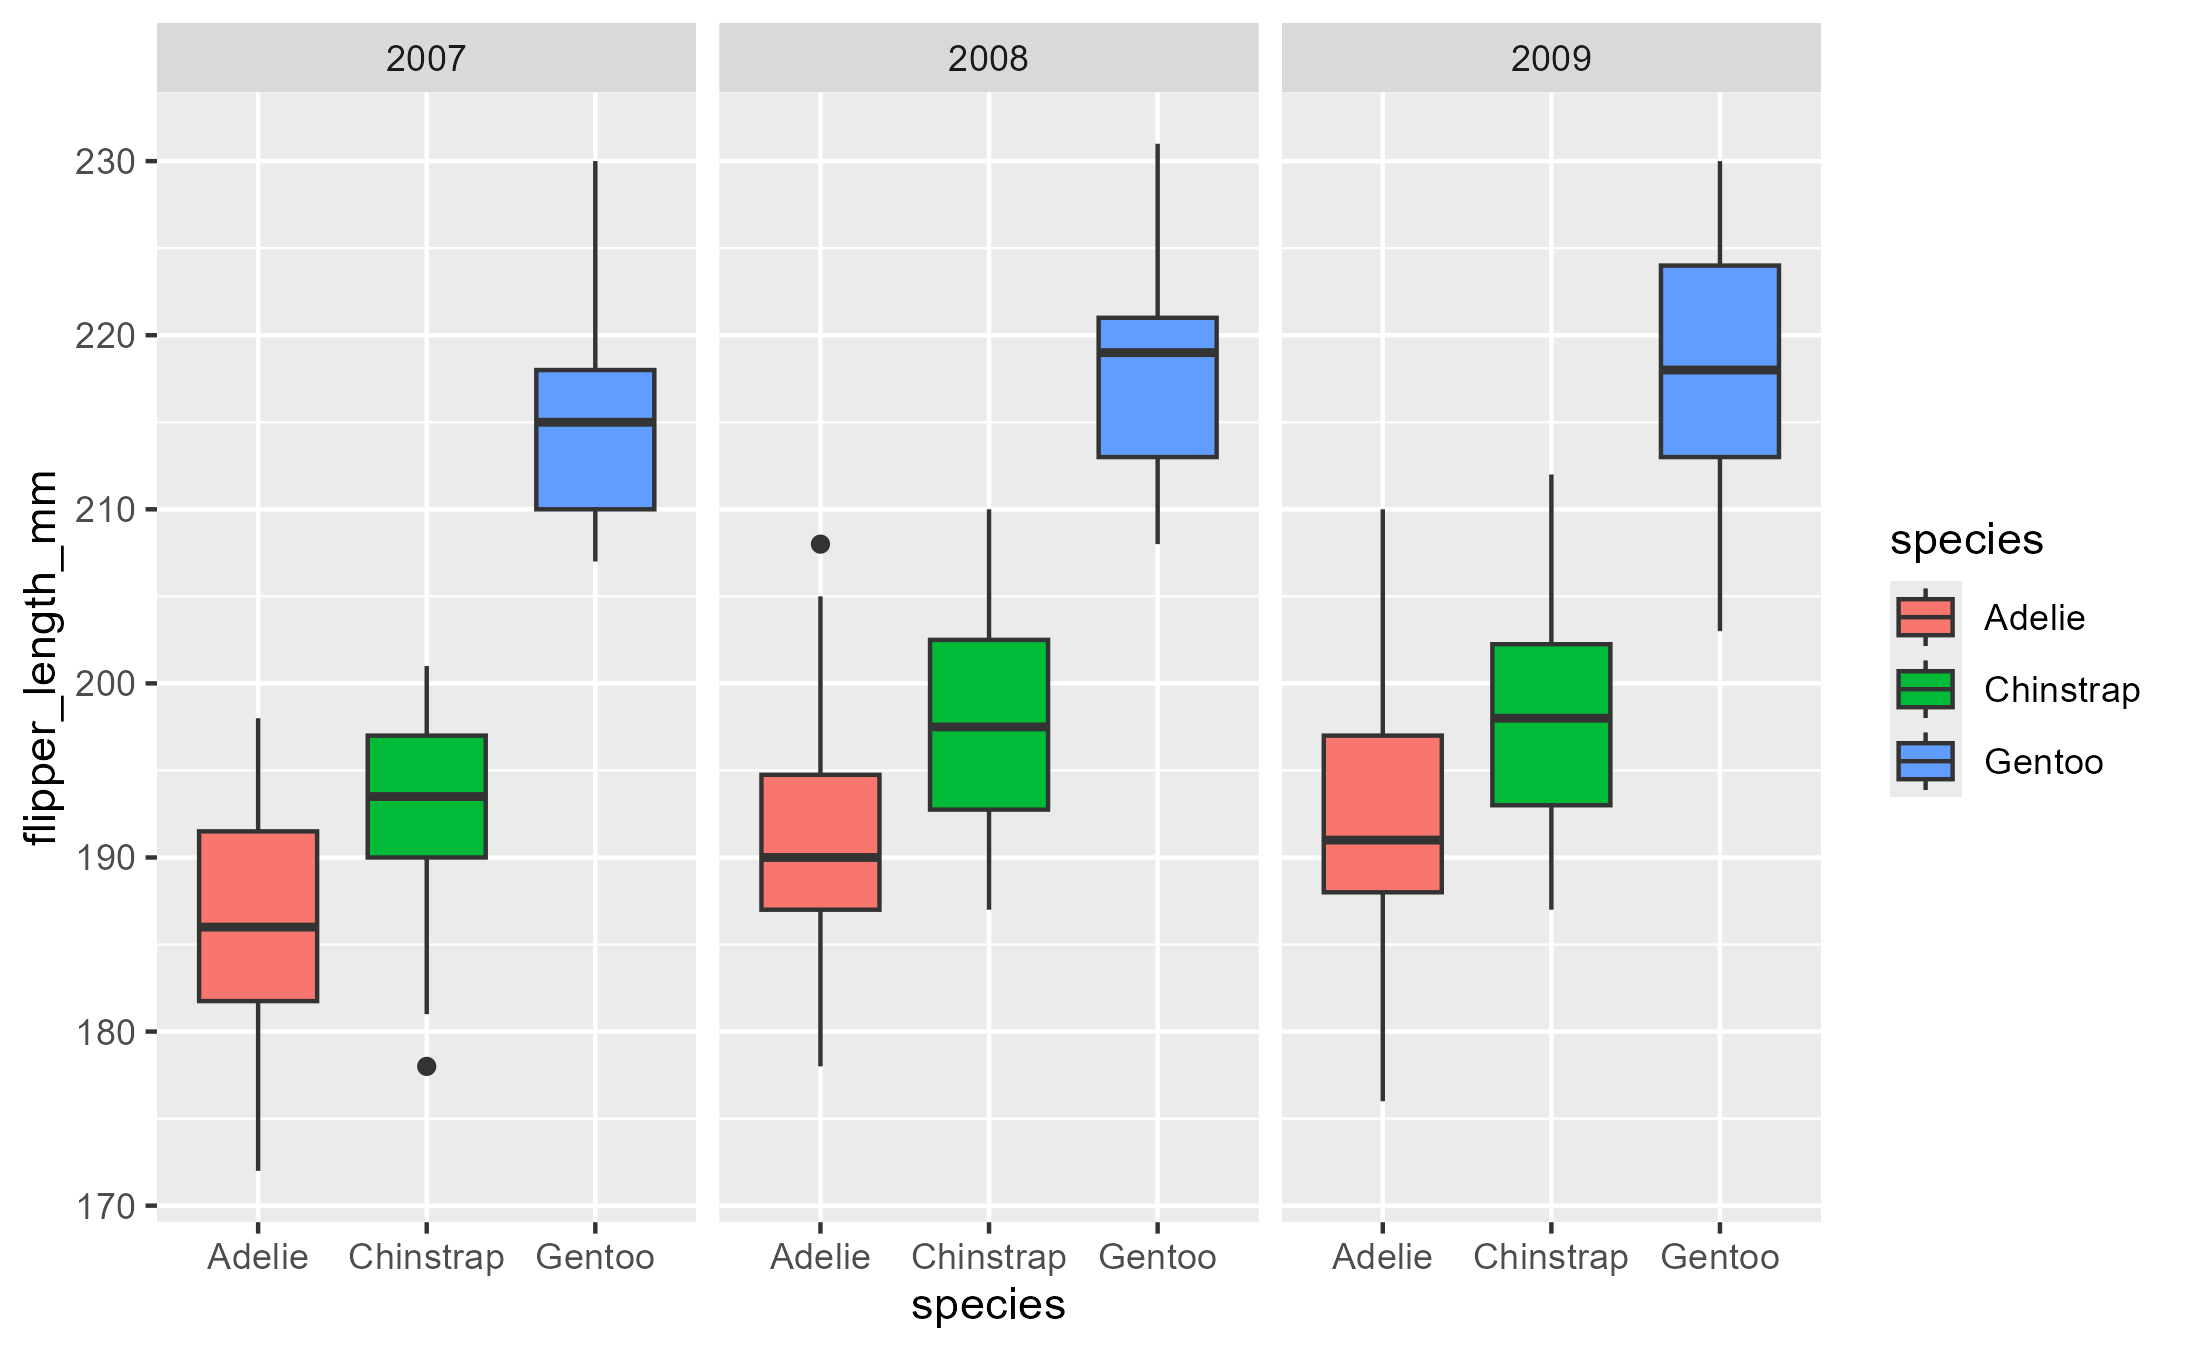 2007 2008 2009
230
220
210
200
190
180
170
flipper_length_mm
Adelie Chinstrap Gentoo Adelie Chinstrap Gentoo Adelie Chinstrap Gentoo
species
species
Adelie
Chinstrap
Gentoo